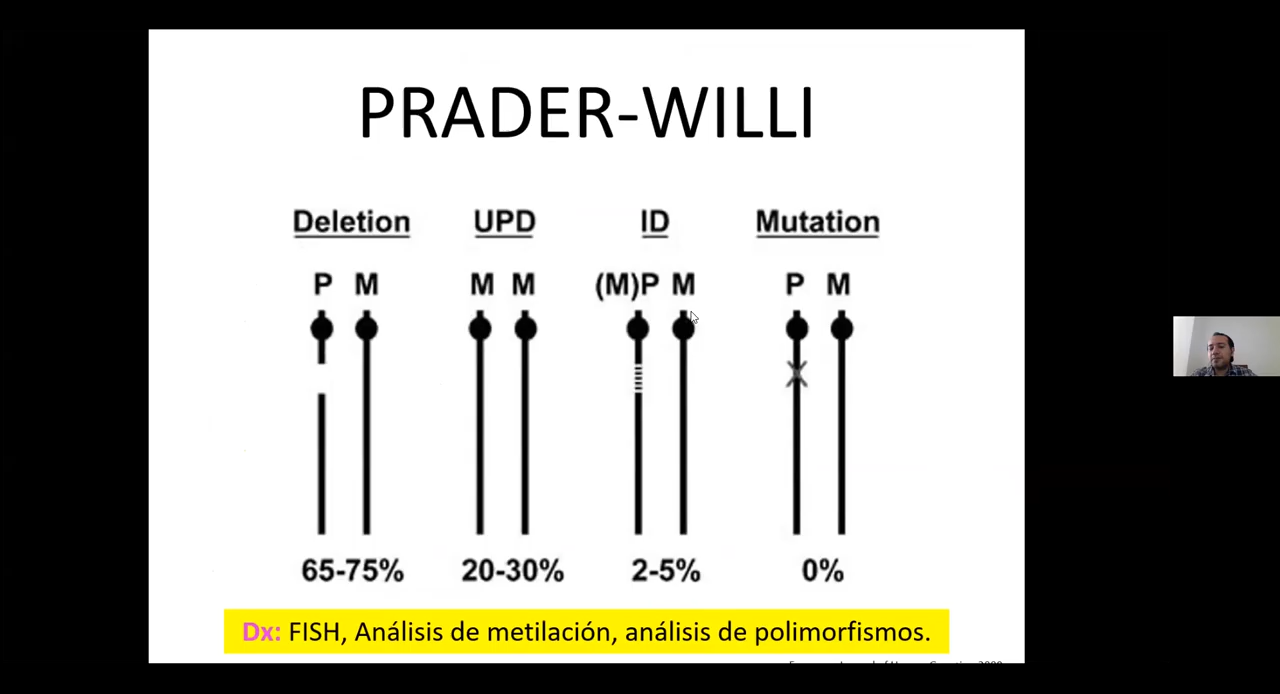 PRADER-WILLI
Deletion UPD ID Mutation
P M M M (M)P M P M
65-75% 20-30% 2-5% 0%
Dx: FISH, Análisis de metilación, análisis de polimorfismos.